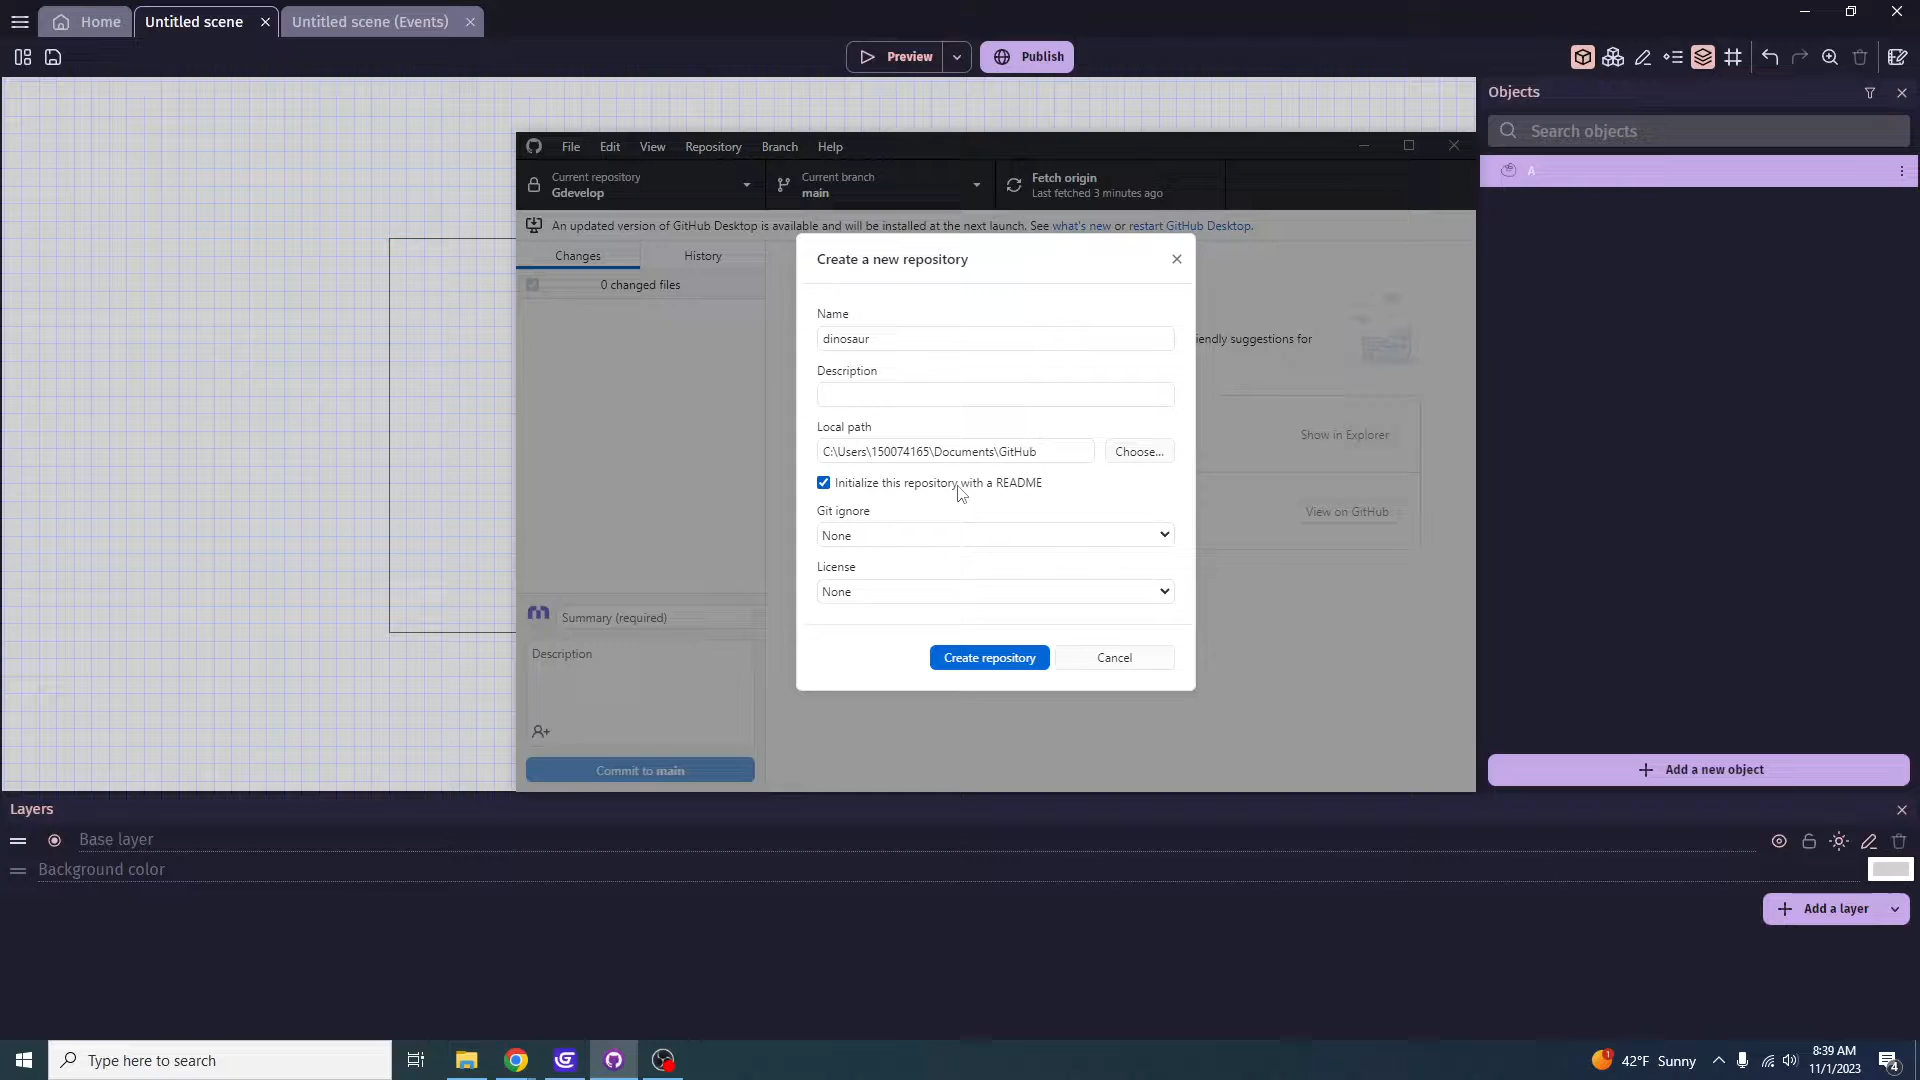 Home
Untitled scene
Untitled scene (Events)
Preview
Publish
Objects
Search objects
A
File Edit View Repository Branch Help
Current repository
Gdevelop
Current branch
main
Fetch origin
Last fetched 3 minutes ago
An updated version of GitHub Desktop is available and will be installed at the next launch. See what's new or restart GitHub Desktop.
Changes
History
0 changed files
Create a new repository
Name
dinosaur
iendly suggestions for
Description
Local path
C:\Users\150074165\Documents\GitHub
Choose...
Show in Explorer
Initialize this repository with a README
Git ignore
None
View on GitHub
License
None
Summary (required)
Description
Create repository
Cancel
Commit to main
Add a new object
Layers
Base layer
Background color
Add a layer
Type here to search
1
42°F Sunny
8:39 AM
11/1/2023
4